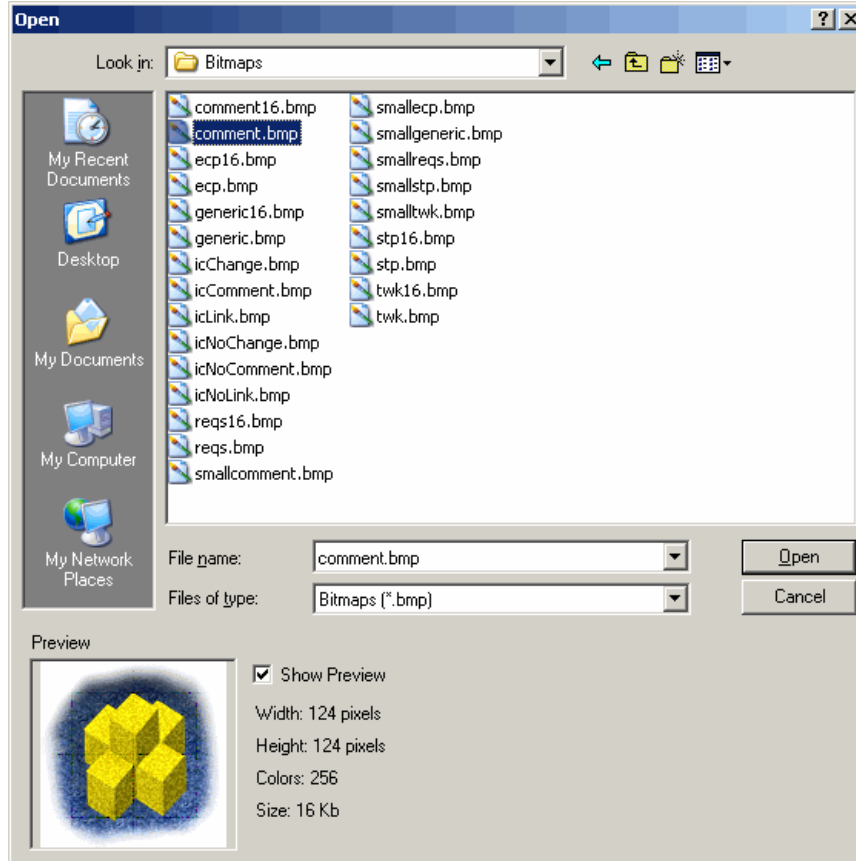 Open
Look in: Bitmaps
My Recent Documents
Desktop
My Documents
My Computer
My Network Places
comment16.bmp
comment.bmp
ecp16.bmp
ecp.bmp
generic16.bmp
generic.bmp
icChange.bmp
icComment.bmp
icLink.bmp
icNoChange.bmp
icNoComment.bmp
icNoLink.bmp
reqs16.bmp
reqs.bmp
smallcomment.bmp
smallecp.bmp
smallgeneric.bmp
smallreqs.bmp
smallstp.bmp
smalltwk.bmp
stp16.bmp
stp.bmp
twk16.bmp
twk.bmp
File name: comment.bmp
Open
Files of type: Bitmaps (*.bmp)
Cancel
Preview
Show Preview
Width: 124 pixels
Height: 124 pixels
Colors: 256
Size: 16 Kb